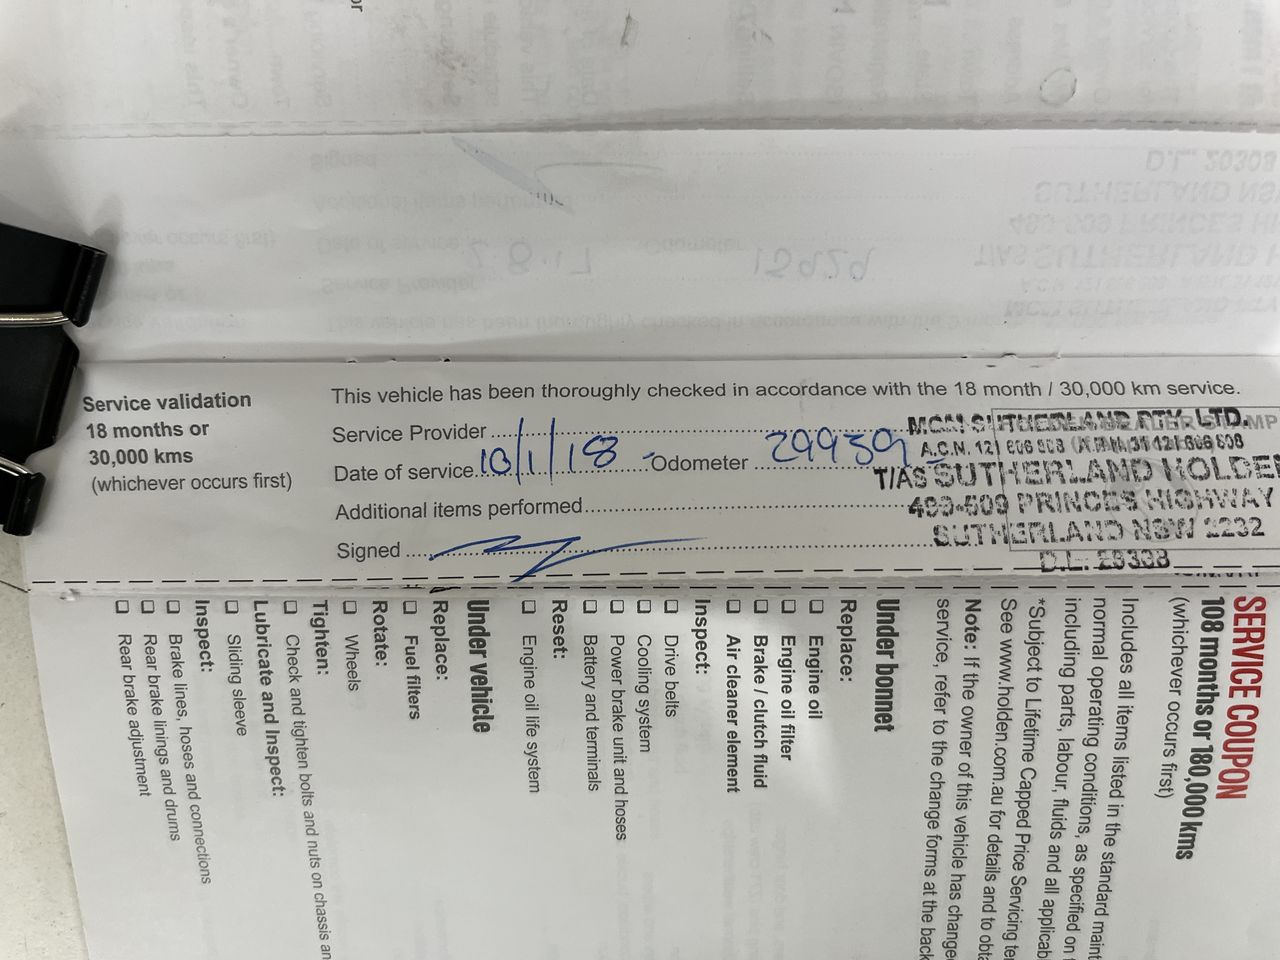 Service validation
18 months or
30,000 kms
(whichever occurs first)
This vehicle has been thoroughly checked in accordance with the 18 month / 30,000 km service.
Service Provider
Date of service 18/1/18 Odometer 29939
Additional items performed
Signed
MCM SUTHERLAND PTY. LTD.
A.C.N. 121 606 508
T/AS SUTHERLAND HOLDEN
499-509 PRINCES HIGHWAY
SUTHERLAND NSW 2232
D.L.
SERVICE COUPON
108 months or 180,000 kms
(whichever occurs first)
Includes all items listed in the standard maint
normal operating conditions, as specified on
including parts, labour, fluids and all applicab
*Subject to Lifetime Capped Price Servicing te
See www.holden.com.au for details and to obta
Note: If the owner of this vehicle has change
service, refer to the change forms at the back
Under bonnet
Replace:
Engine oil
Engine oil filter
Brake / clutch fluid
Air cleaner element
Inspect:
Drive belts
Cooling system
Power brake unit and hoses
Battery and terminals
Reset:
Engine oil life system
Under vehicle
Replace:
Fuel filters
Rotate:
Wheels
Tighten:
Check and tighten bolts and nuts on chassis an
Lubricate and Inspect:
Sliding sleeve
Inspect:
Brake lines, hoses and connections
Rear brake linings and drums
Rear brake adjustment